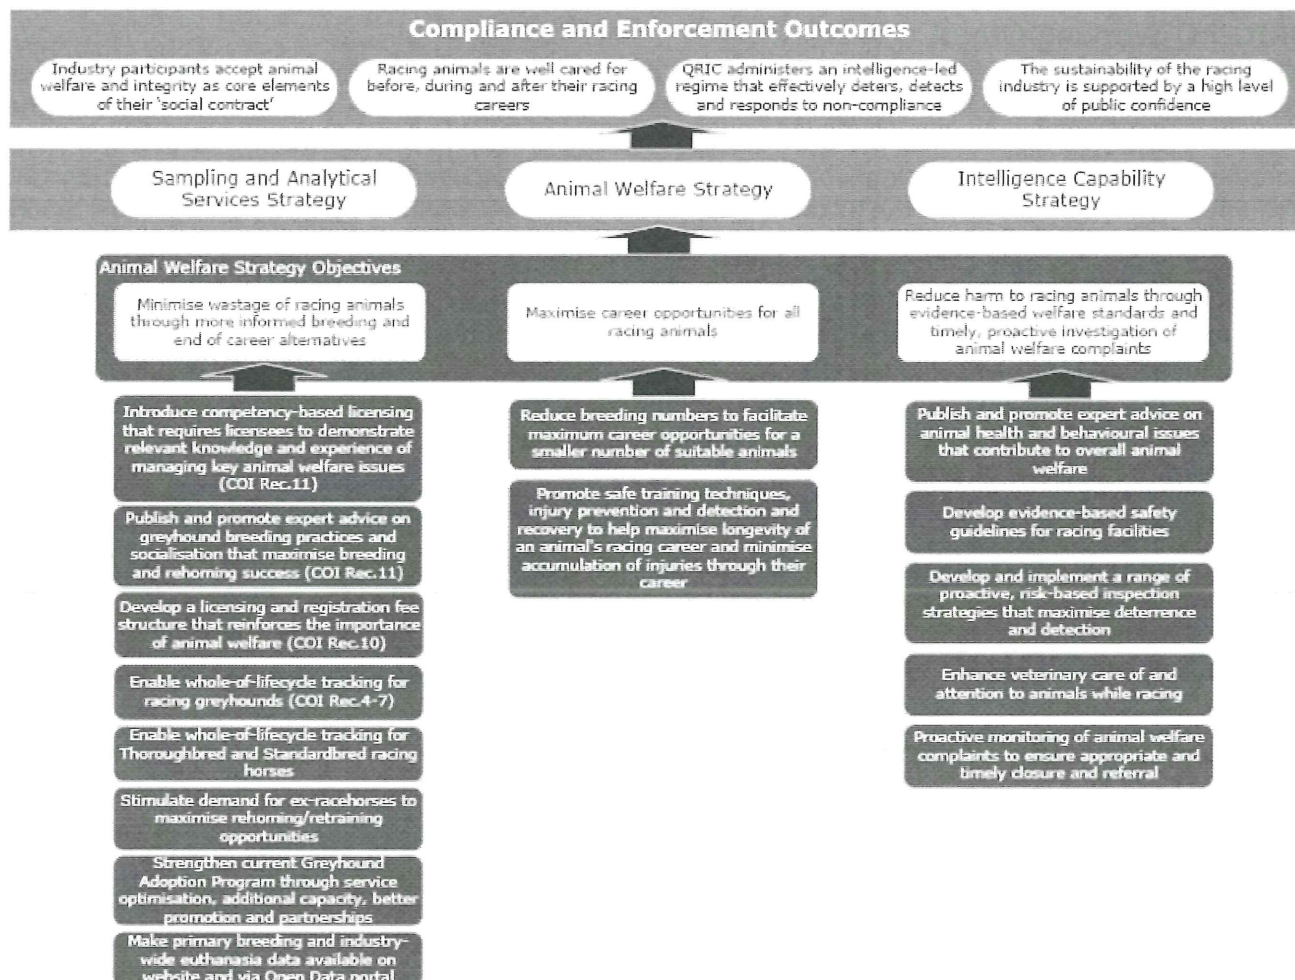 Compliance and Enforcement Outcomes
Industry participants accept animal
welfare and integrity as core elements
of their 'social contract'
Racing animals are well cared for
before, during and after their racing
careers
QRIC administers an intelligence-led
regime that effectively deters, detects
and responds to non-compliance
The sustainability of the racing
industry is supported by a high level
of public confidence
Sampling and Analytical
Services Strategy
Animal Welfare Strategy
Intelligence Capability
Strategy
Animal Welfare Strategy Objectives
Minimise wastage of racing animals
through more informed breeding and
end of career alternatives
Maximise career opportunities for all
racing animals
Reduce harm to racing animals through
evidence-based welfare standards and
timely, proactive investigation of
animal welfare complaints
Introduce competency-based licensing
that requires licensees to demonstrate
relevant knowledge and experience of
managing key animal welfare issues
(COI Rec.11)
Publish and promote expert advice on
greyhound breeding practices and
socialisation that maximise breeding
and rehoming success (COI Rec.11)
Develop a licensing and registration fee
structure that reinforces the importance
of animal welfare (COI Rec.10)
Enable whole-of-lifecycle tracking for
racing greyhounds (COI Rec.4-7)
Enable whole-of-lifecycle tracking for
Thoroughbred and Standardbred racing
horses
Stimulate demand for ex-racehorses to
maximise rehoming/retraining
opportunities
Strengthen current Greyhound
Adoption Program through service
optimisation, additional capacity, better
promotion and partnerships
Make primary breeding and industry-
wide euthanasia data available on
website and via Open Data portal
Reduce breeding numbers to facilitate
maximum career opportunities for a
smaller number of suitable animals
Promote safe training techniques,
injury prevention and detection and
recovery to help maximise longevity of
an animal's racing career and minimise
accumulation of injuries through their
career
Publish and promote expert advice on
animal health and behavioural issues
that contribute to overall animal
welfare
Develop evidence-based safety
guidelines for racing facilities
Develop and implement a range of
proactive, risk-based inspection
strategies that maximise deterrence
and detection
Enhance veterinary care of and
attention to animals while racing
Proactive monitoring of animal welfare
complaints to ensure appropriate and
timely closure and referral